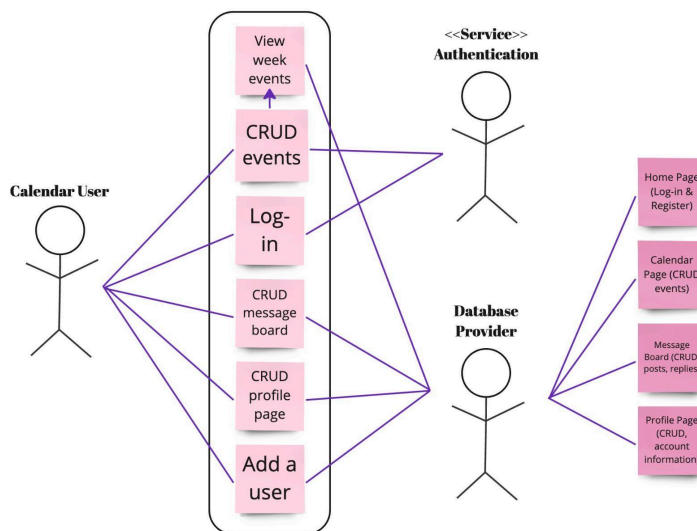 Calendar User
View
week
events
CRUD
events
Log-
in
CRUD
message
board
CRUD
profile
page
Add a
user
<<Service>>
Authentication
Database
Provider
Home Page
(Log-in &
Register)
Calendar
Page (CRUD
events)
Message
Board (CRUD
posts, replies
Profile Page
(CRUD,
account
information